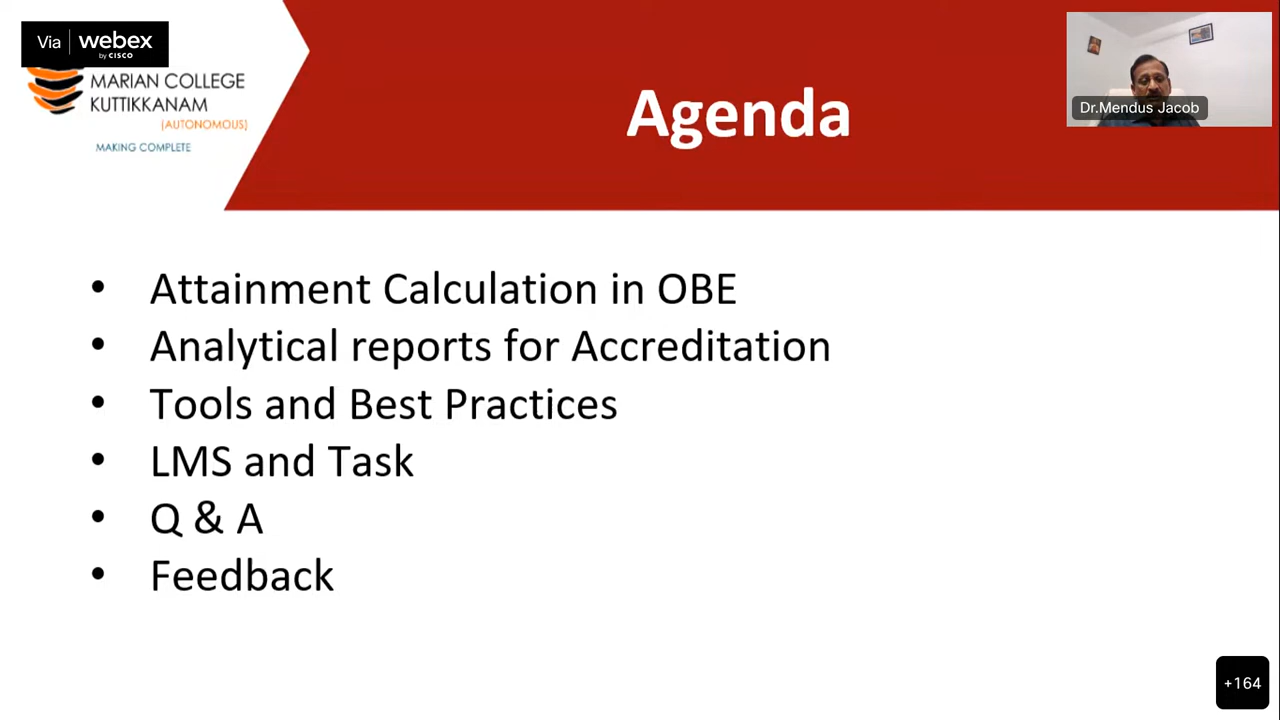 Via webex
by CISCO
MARIAN COLLEGE
KUTTIKKANAM
(AUTONOMOUS)
MAKING COMPLETE
Agenda
Dr.Mendus Jacob
• Attainment Calculation in OBE
• Analytical reports for Accreditation
• Tools and Best Practices
• LMS and Task
• Q & A
• Feedback
+164